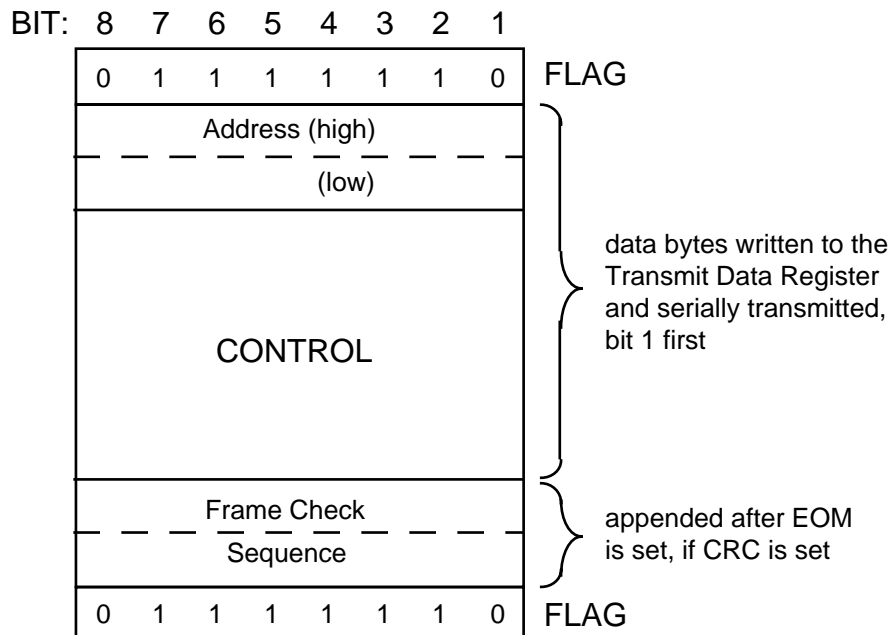 BIT: 8 7 6 5 4 3 2 1
0 1 1 1 1 1 1 0 FLAG
Address (high)
(low)
data bytes written to the
Transmit Data Register
and serially transmitted,
bit 1 first
CONTROL
Frame Check
Sequence
appended after EOM
is set, if CRC is set
0 1 1 1 1 1 1 0 FLAG